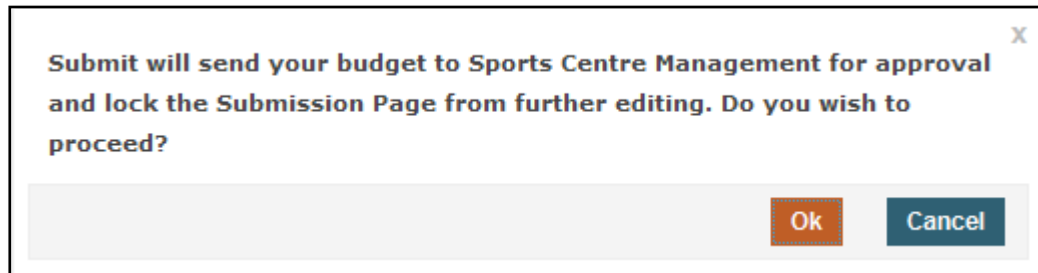 x
Submit will send your budget to Sports Centre Management for approval
and lock the Submission Page from further editing. Do you wish to
proceed?
Ok Cancel